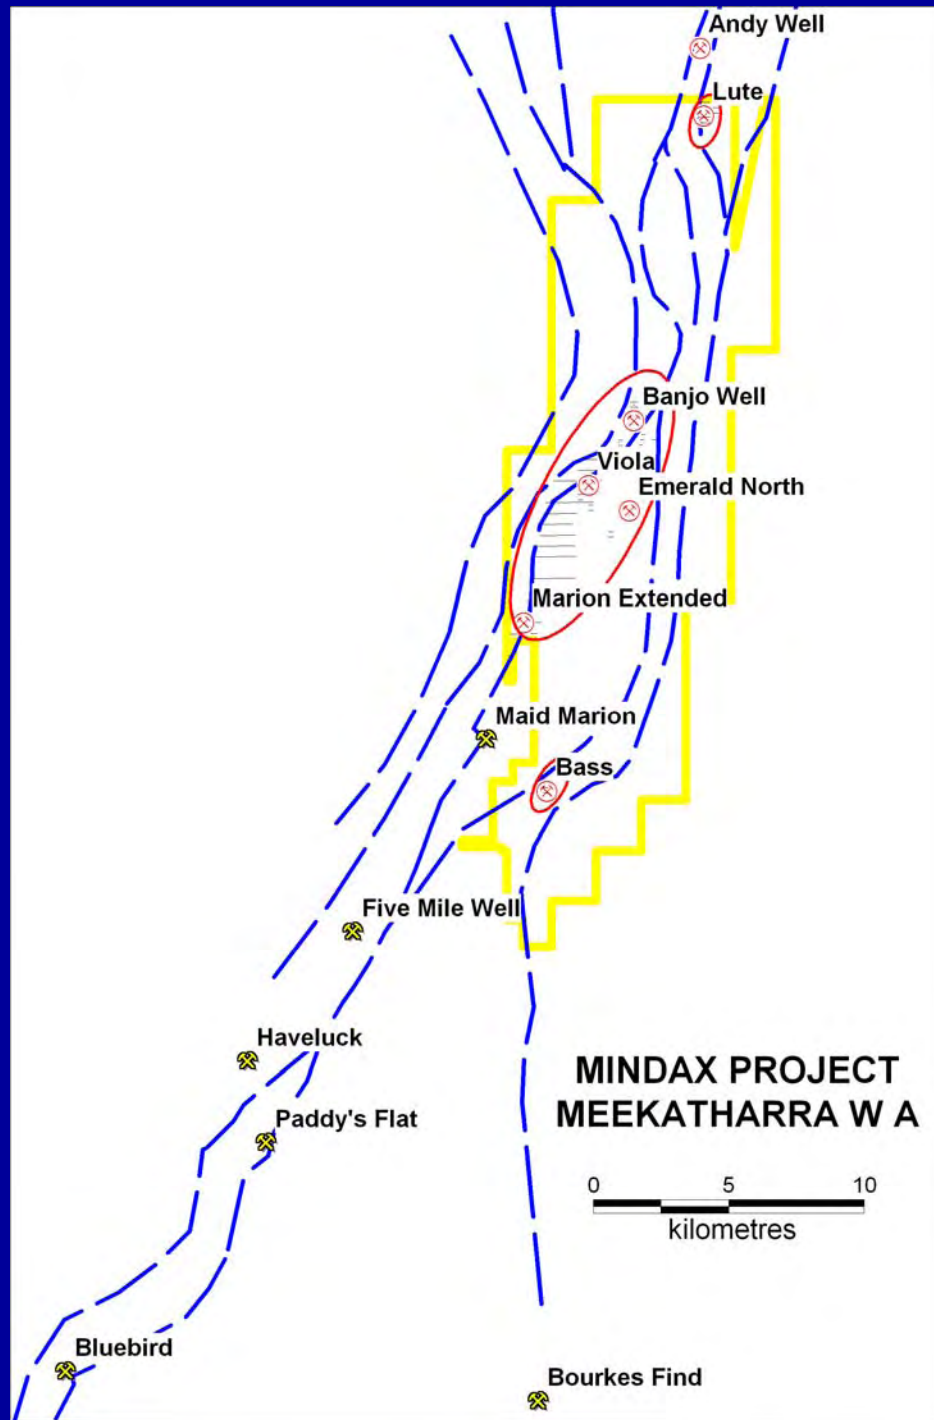 Andy Well
Lute
Banjo Well
Viola
Emerald North
Marion Extended
Maid Marion
Bass
Five Mile Well
Haveluck
Paddy's Flat
MINDAX PROJECT
MEEKATHARRA W A
0 5 10
kilometres
Bluebird
Bourkes Find